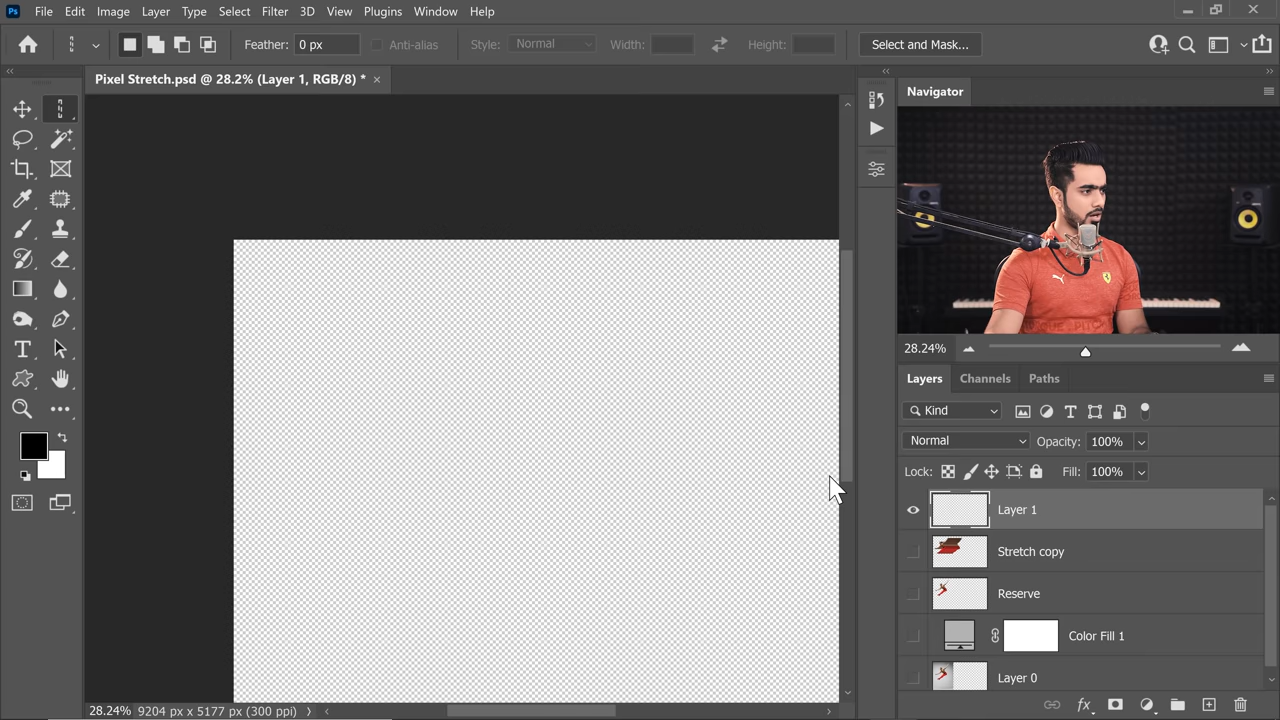 Ps File Edit Image Layer Type Select Filter 3D View Plugins Window Help
Feather: 0 px Anti-alias Style: Normal Width: Height: Select and Mask...
Pixel Stretch.psd @ 28.2% (Layer 1, RGB/8) * ×
Navigator
28.24%
Layers Channels Paths
Kind
Normal Opacity: 100%
Lock: Fill: 100%
Layer 1
Stretch copy
Reserve
Color Fill 1
Layer 0
fx
28.24% 9204 px x 5177 px (300 ppi)